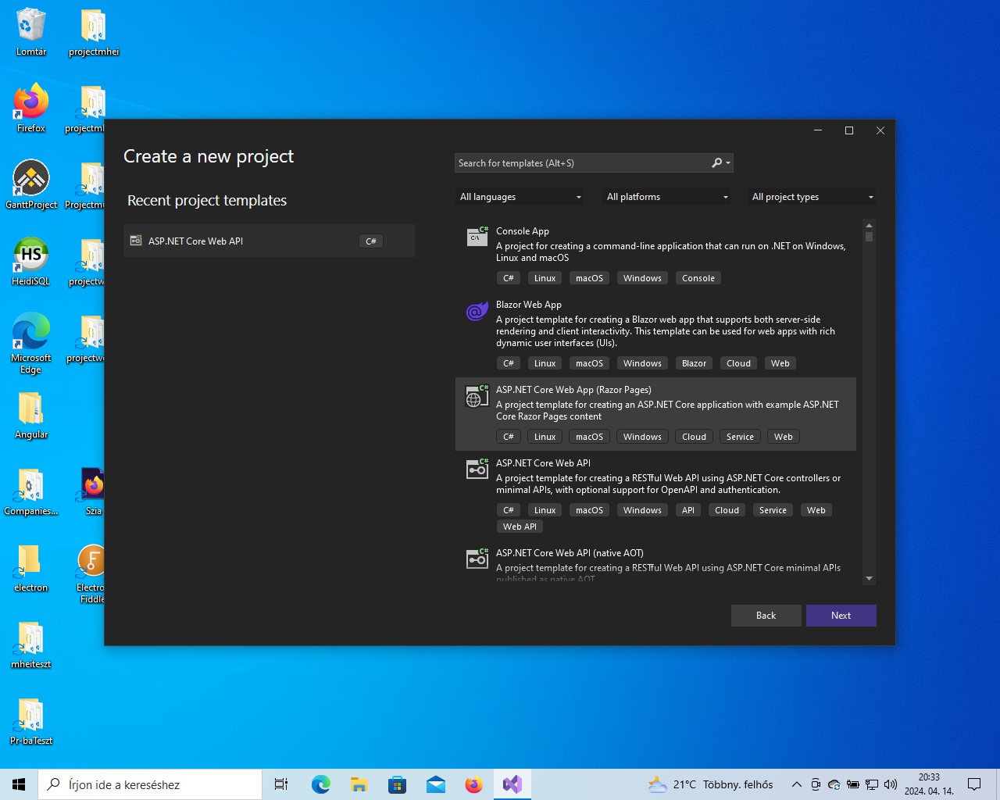 Lomtár
projectmhei
Firefox
GanttProject
HS
HeidiSQL
Microsoft
Edge
Angular
Companies...
Szia
electron
Electro
Fiddle
mheiteszt
Pr-baTeszt
Create a new project
Recent project templates
ASP.NET Core Web API
C#
Search for templates (Alt+S)
All languages
All platforms
All project types
Console App
A project for creating a command-line application that can run on .NET on Windows,
Linux and macOS
C# Linux macOS Windows Console
Blazor Web App
A project template for creating a Blazor web app that supports both server-side
rendering and client interactivity. This template can be used for web apps with rich
dynamic user interfaces (UIs).
C# Linux macOS Windows Blazor Cloud Web
ASP.NET Core Web App (Razor Pages)
A project template for creating an ASP.NET Core application with example ASP.NET
Core Razor Pages content
C# Linux macOS Windows Cloud Service Web
ASP.NET Core Web API
A project template for creating a RESTful Web API using ASP.NET Core controllers or
minimal APIs, with optional support for OpenAPI and authentication.
C# Linux macOS Windows API Cloud Service Web
Web API
ASP.NET Core Web API (native AOT)
A project template for creating a RESTful Web API using ASP.NET Core minimal APIs
published as native AOT
Back
Next
Írjon ide a kereséshez
21°C Többny. felhős
20:33
2024. 04. 14.